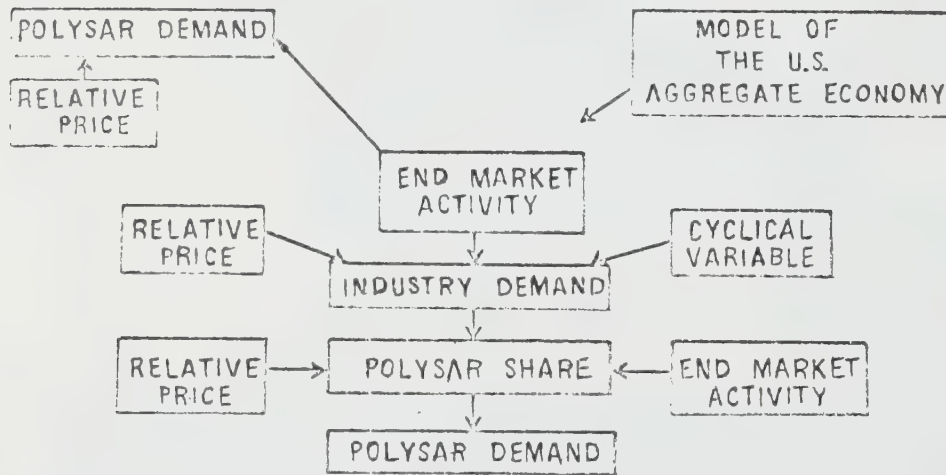 POLYSAR DEMAND
RELATIVE
PRICE
MODEL OF
THE U.S.
AGGREGATE ECONOMY
END MARKET
ACTIVITY
RELATIVE
PRICE
CYCLICAL
VARIABLE
INDUSTRY DEMAND
RELATIVE
PRICE
POLYSAR SHARE
END MARKET
ACTIVITY
POLYSAR DEMAND